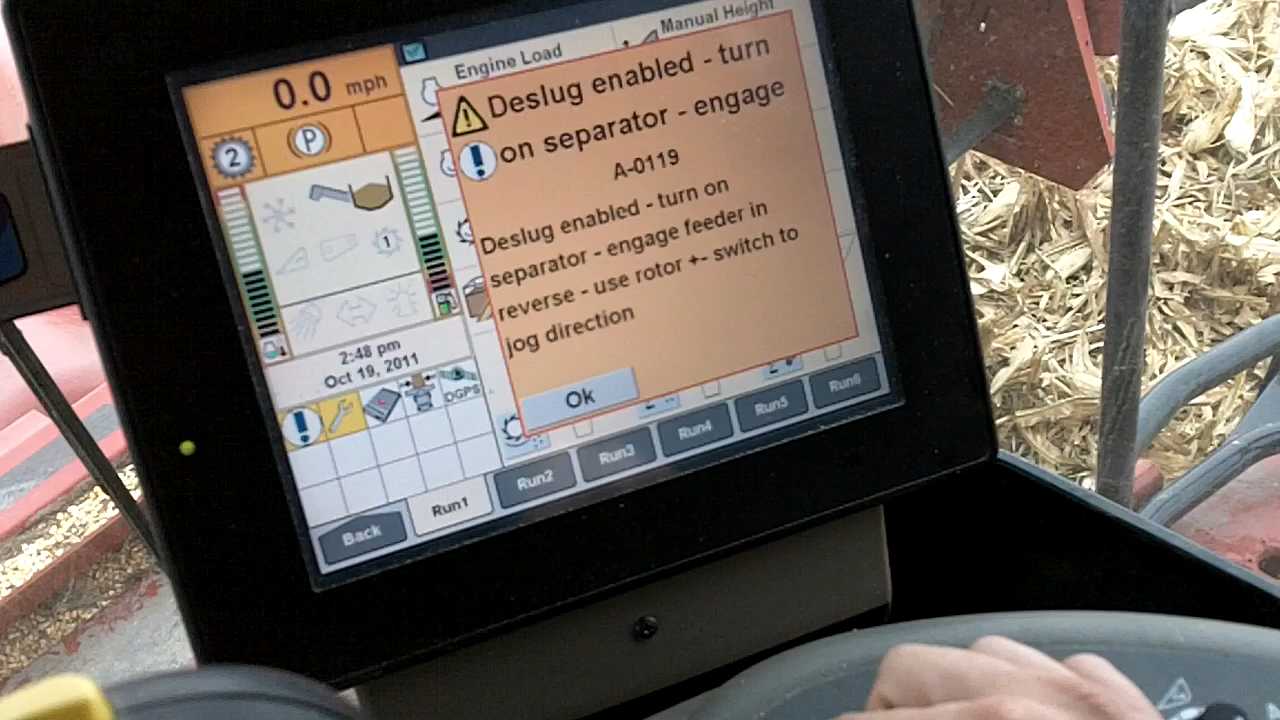 Manual Height
Engine Load
0.0 mph
P
2
Deslug enabled - turn
on separator - engage
A-0119
Deslug enabled - turn on
separator - engage feeder in
reverse - use rotor +- switch to
jog direction
Ok
1
2:48 pm
Oct 19, 2011
DGPS
Back
Run1
Run2
Run3
Run4
Run5
Run6